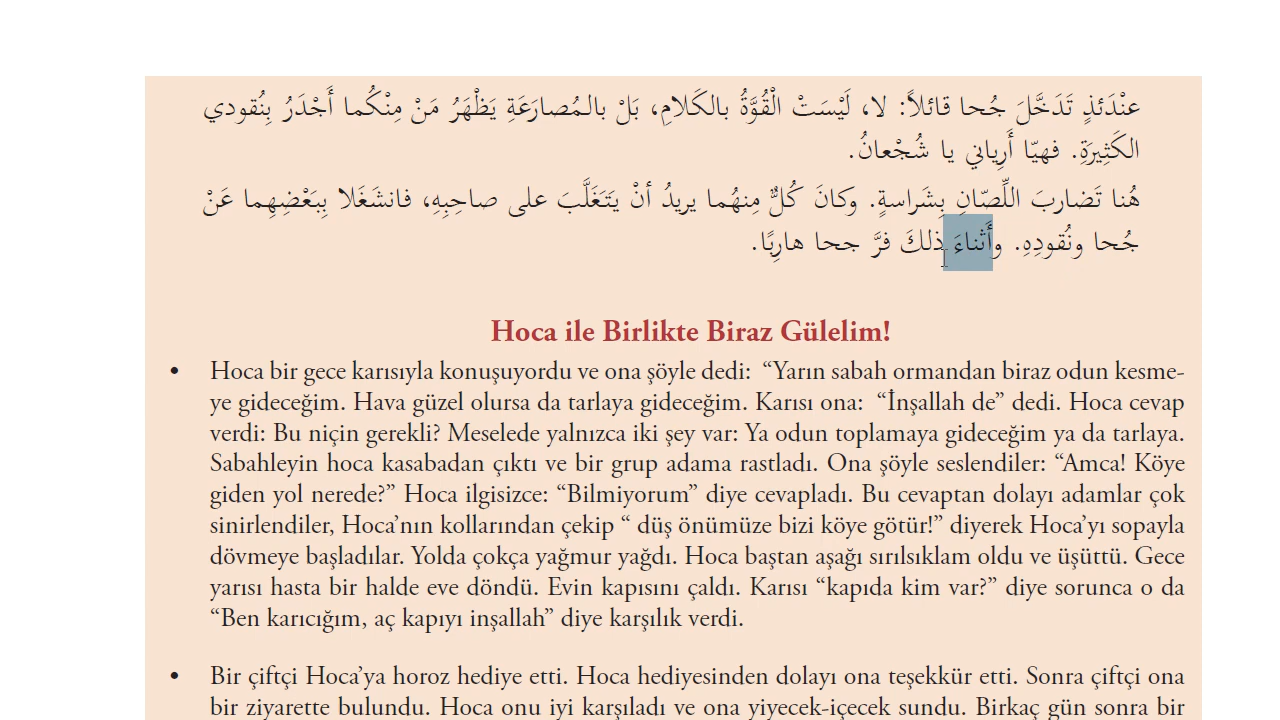 عنْدَئذٍ تَدَخَّلَ جُحا قائلاً: لا، لَيْسَتْ الْقُوَّةُ بالكَلامِ، بَلْ بالـمُصارَعَةِ يَظْهَرُ مَنْ مِنْكُما أَجْدَرُ بِنُقودي
الكَثِيرَةِ. فهيّا أَرِياني يا شُجْعانُ.
هُنا تَضاربَ اللِّصّانِ بِشَراسةٍ. وكانَ كُلٌّ مِنهُما يريدُ أنْ يَتَغَلَّبَ على صاحِبِهِ، فانشَغَلا بِبَعْضِهِما عَنْ
جُحا ونُقودِهِ. وأَثناءَ ذلكَ فرَّ جحا هاربًا.
Hoca ile Birlikte Biraz Gülelim!
• Hoca bir gece karısıyla konuşuyordu ve ona şöyle dedi: “Yarın sabah ormandan biraz odun kesme-
ye gideceğim. Hava güzel olursa da tarlaya gideceğim. Karısı ona: “İnşallah de” dedi. Hoca cevap
verdi: Bu niçin gerekli? Meselede yalnızca iki şey var: Ya odun toplamaya gideceğim ya da tarlaya.
Sabahleyin hoca kasabadan çıktı ve bir grup adama rastladı. Ona şöyle seslendiler: “Amca! Köye
giden yol nerede?” Hoca ilgisizce: “Bilmiyorum” diye cevapladı. Bu cevaptan dolayı adamlar çok
sinirlendiler, Hoca’nın kollarından çekip “ düş önümüze bizi köye götür!” diyerek Hoca’yı sopayla
dövmeye başladılar. Yolda çokça yağmur yağdı. Hoca baştan aşağı sırılsıklam oldu ve üşüttü. Gece
yarısı hasta bir halde eve döndü. Evin kapısını çaldı. Karısı “kapıda kim var?” diye sorunca o da
“Ben karıcığım, aç kapıyı inşallah” diye karşılık verdi.
• Bir çiftçi Hoca’ya horoz hediye etti. Hoca hediyesinden dolayı ona teşekkür etti. Sonra çiftçi ona
bir ziyarette bulundu. Hoca onu iyi karşıladı ve ona yiyecek-içecek sundu. Birkaç gün sonra bir